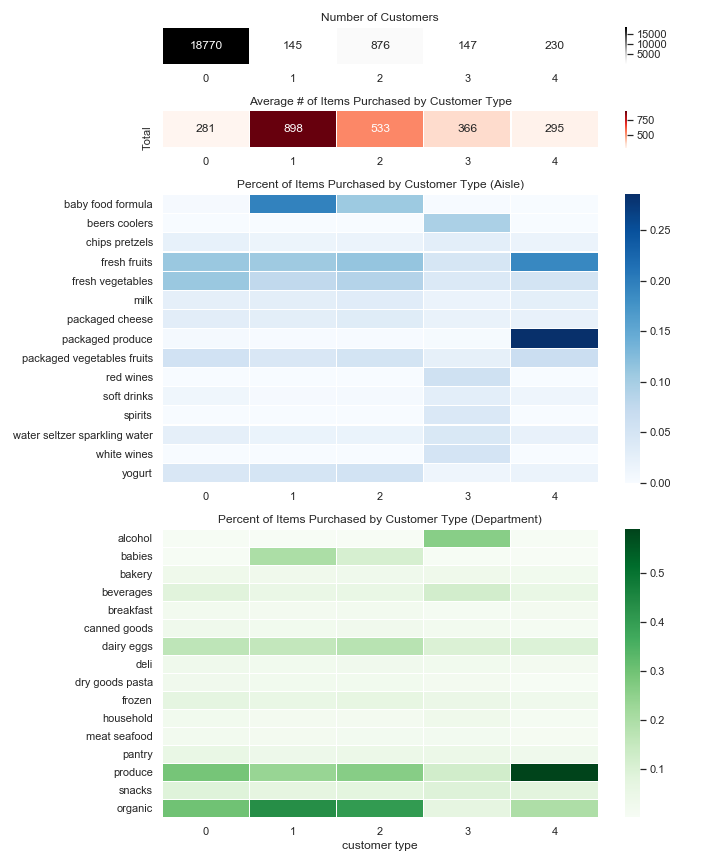 Number of Customers
18770 145 876 147 230
15000
10000
5000
0 1 2 3 4
Average # of Items Purchased by Customer Type
Total
281 898 533 366 295
750
500
0 1 2 3 4
Percent of Items Purchased by Customer Type (Aisle)
baby food formula
beers coolers
chips pretzels
fresh fruits
fresh vegetables
milk
packaged cheese
packaged produce
packaged vegetables fruits
red wines
soft drinks
spirits
water seltzer sparkling water
white wines
yogurt
0.25
0.20
0.15
0.10
0.05
0.00
0 1 2 3 4
Percent of Items Purchased by Customer Type (Department)
alcohol
babies
bakery
beverages
breakfast
canned goods
dairy eggs
deli
dry goods pasta
frozen
household
meat seafood
pantry
produce
snacks
organic
0.5
0.4
0.3
0.2
0.1
0 1 2 3 4
customer type